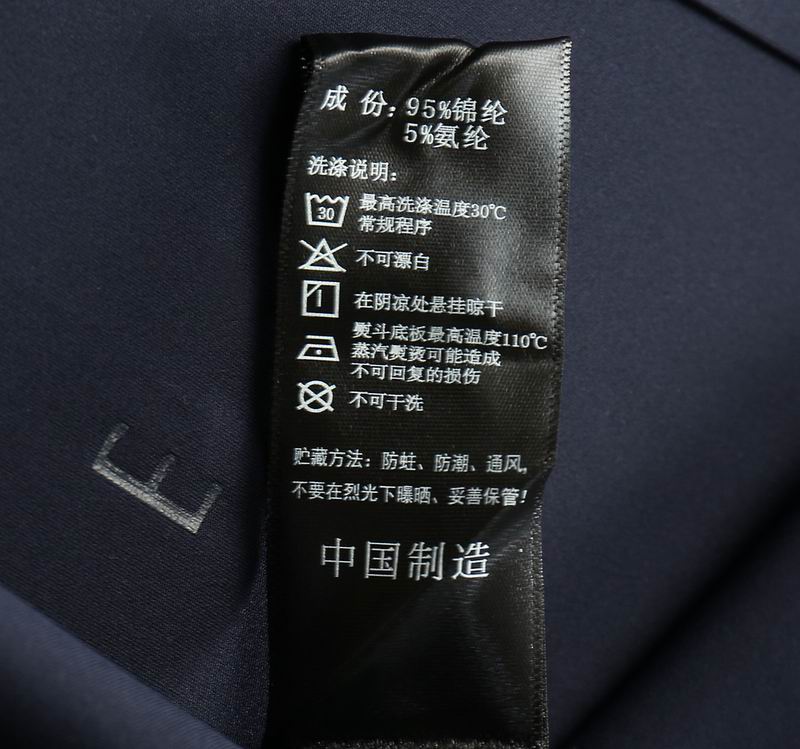 成 份：95%锦纶
5%氨纶
洗涤说明：
30
最高洗涤温度30℃
常规程序
不可漂白
在阴凉处悬挂晾干
熨斗底板最高温度110℃
蒸汽熨烫可能造成
不可回复的损伤
不可干洗
贮藏方法：防蛀、防潮、通风，
不要在烈光下曝晒、妥善保管！
中国制造
E